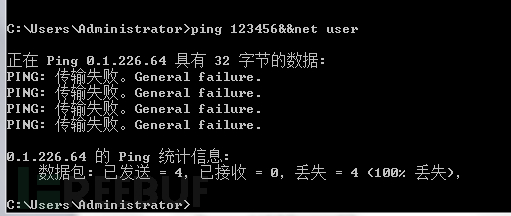 C:\Users\Administrator>ping 123456&&net user
正在 Ping 0.1.226.64 具有 32 字节的数据:
PING: 传输失败。General failure.
PING: 传输失败。General failure.
PING: 传输失败。General failure.
PING: 传输失败。General failure.
0.1.226.64 的 Ping 统计信息:
数据包: 已发送 = 4, 已接收 = 0, 丢失 = 4 (100% 丢失),
C:\Users\Administrator>